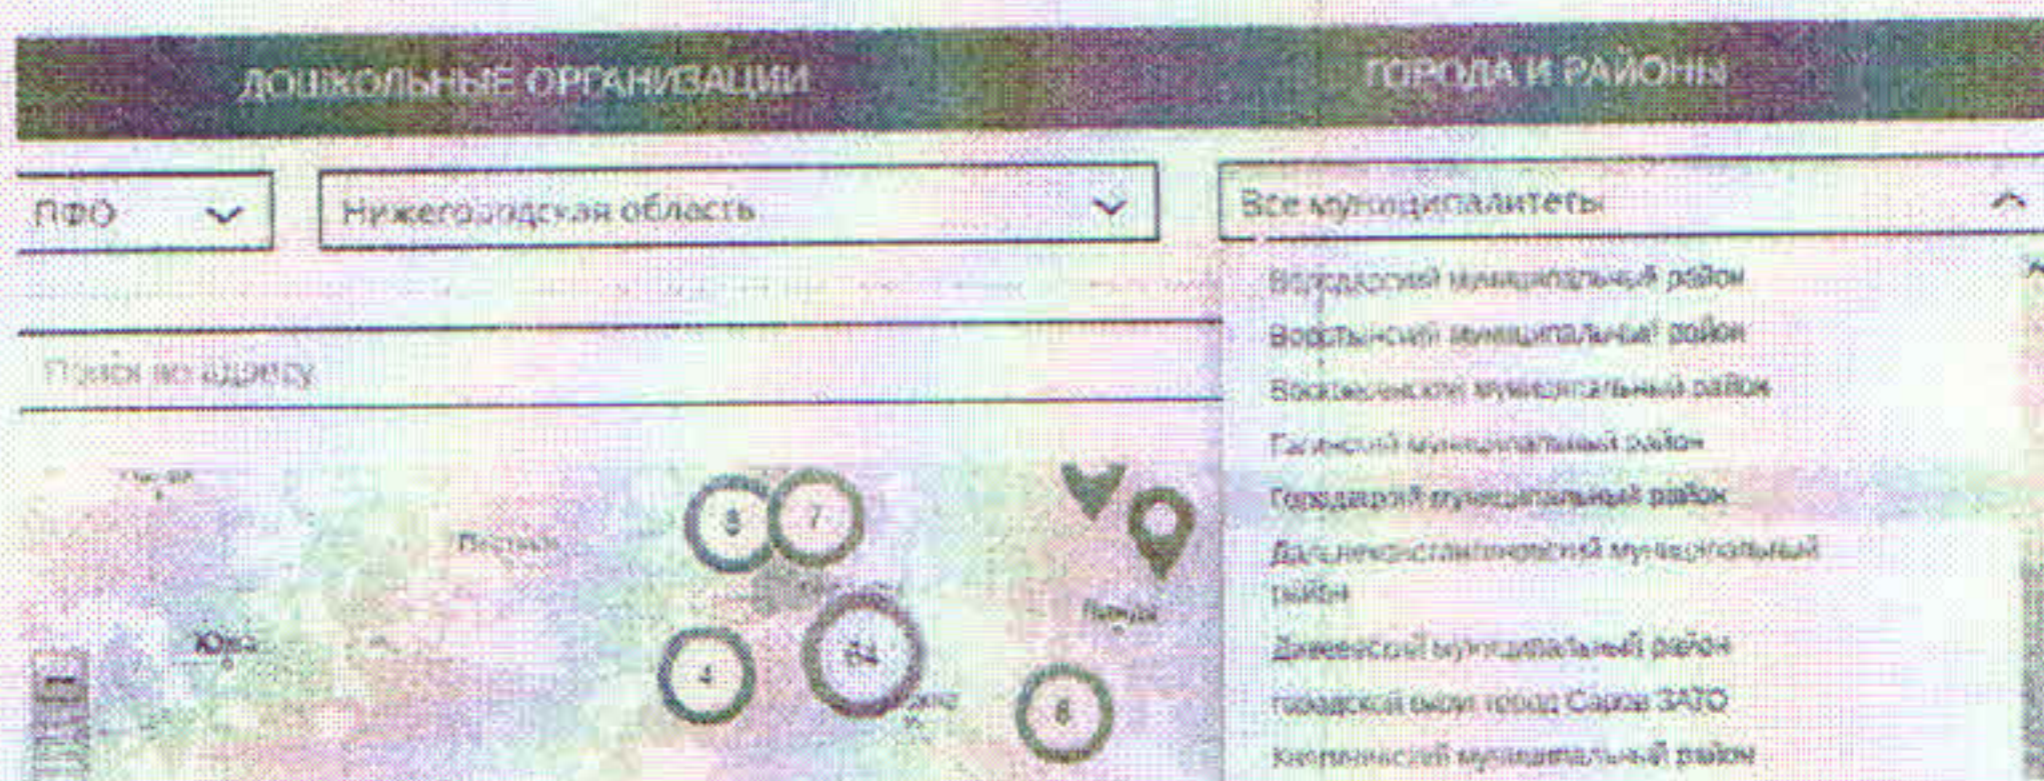 ДОШКОЛЬНЫЕ ОРГАНИЗАЦИИ
ГОРОДА И РАЙОНЫ
ПФО
Нижегородская область
Все муниципалитеты
Володарский муниципальный район
муниципальный район
Воскресенский муниципальный район
Гагинский муниципальный район
Городецкий муниципальный район
Дальнеконстантиновский муниципальный
район
Дивеевский муниципальный район
городской округ город Саров ЗАТО
Княгининский муниципальный район
Поиск по адресу
8
7
4
64
6
Южа